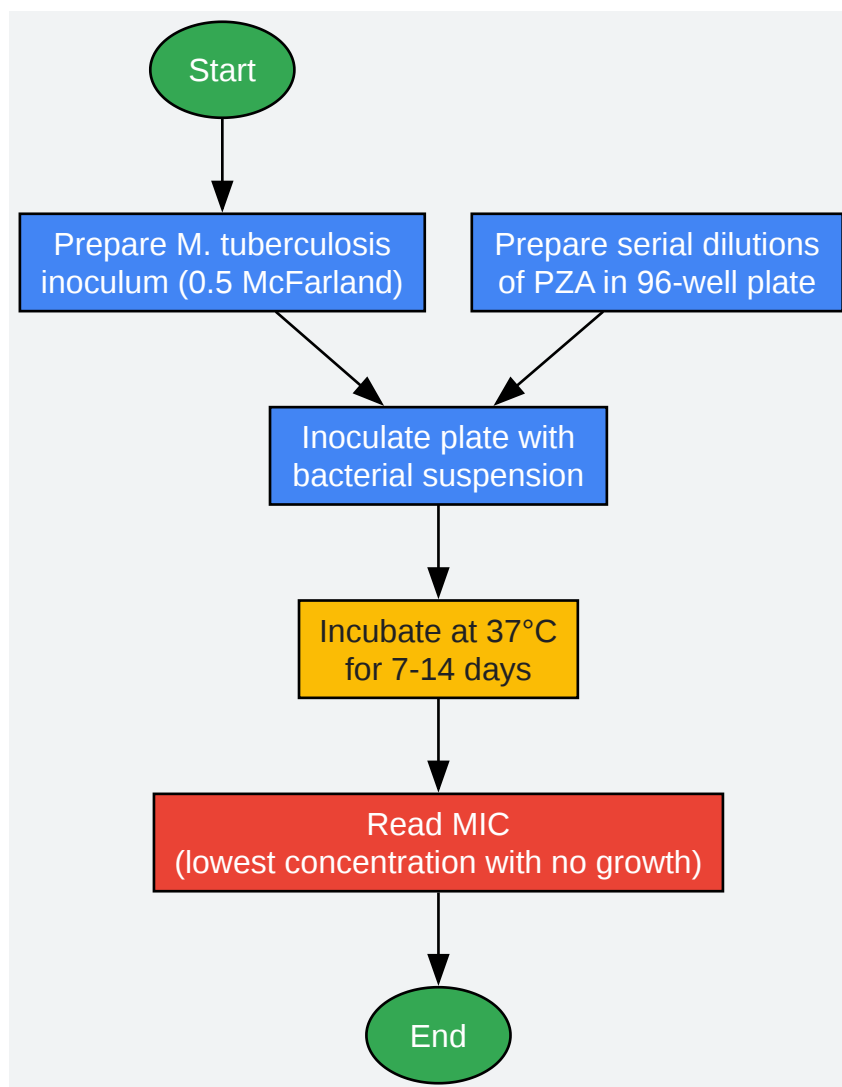 Start
Prepare M. tuberculosis
inoculum (0.5 McFarland)
Prepare serial dilutions
of PZA in 96-well plate
Inoculate plate with
bacterial suspension
Incubate at 37°C
for 7-14 days
Read MIC
(lowest concentration with no growth)
End